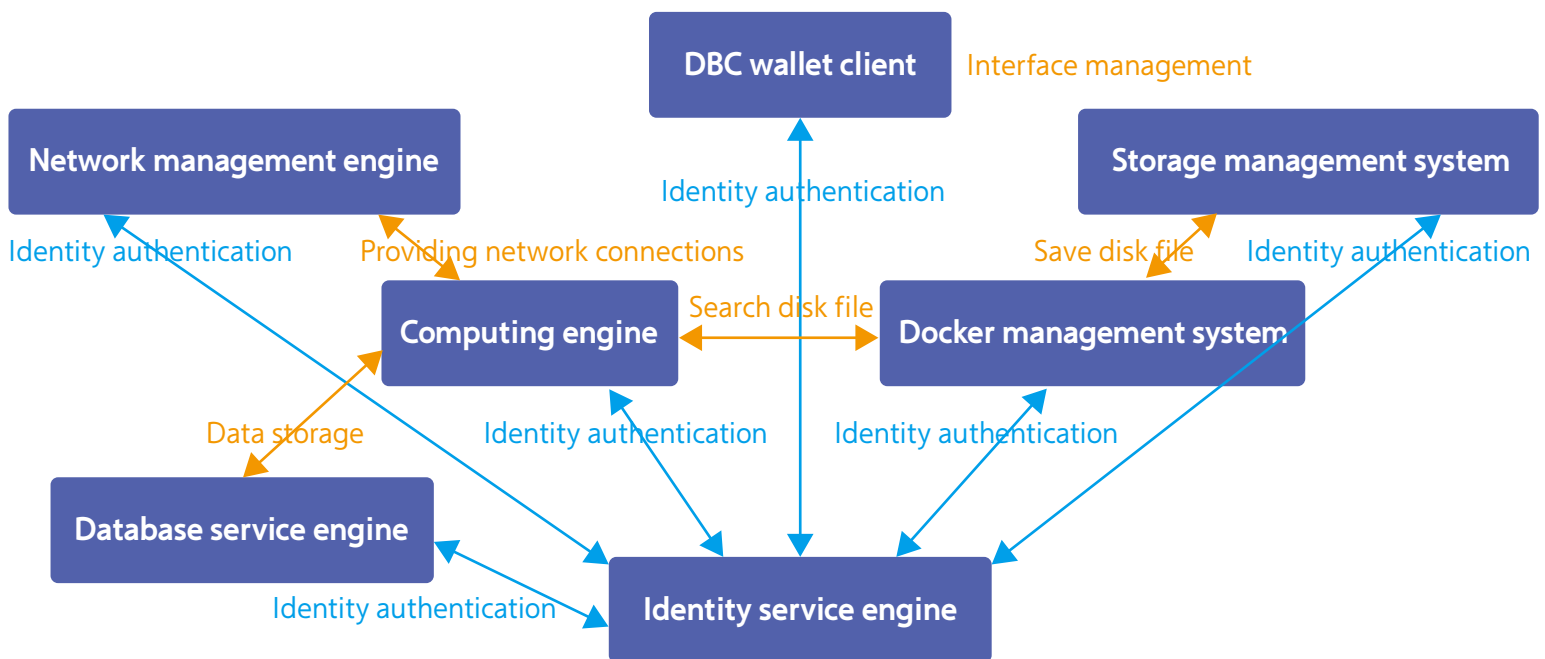 DBC wallet client
Interface management
Network management engine
Storage management system
Identity authentication
Identity authentication
Providing network connections
Save disk file
Identity authentication
Search disk file
Computing engine
Docker management system
Data storage
Identity authentication
Identity authentication
Database service engine
Identity authentication
Identity service engine